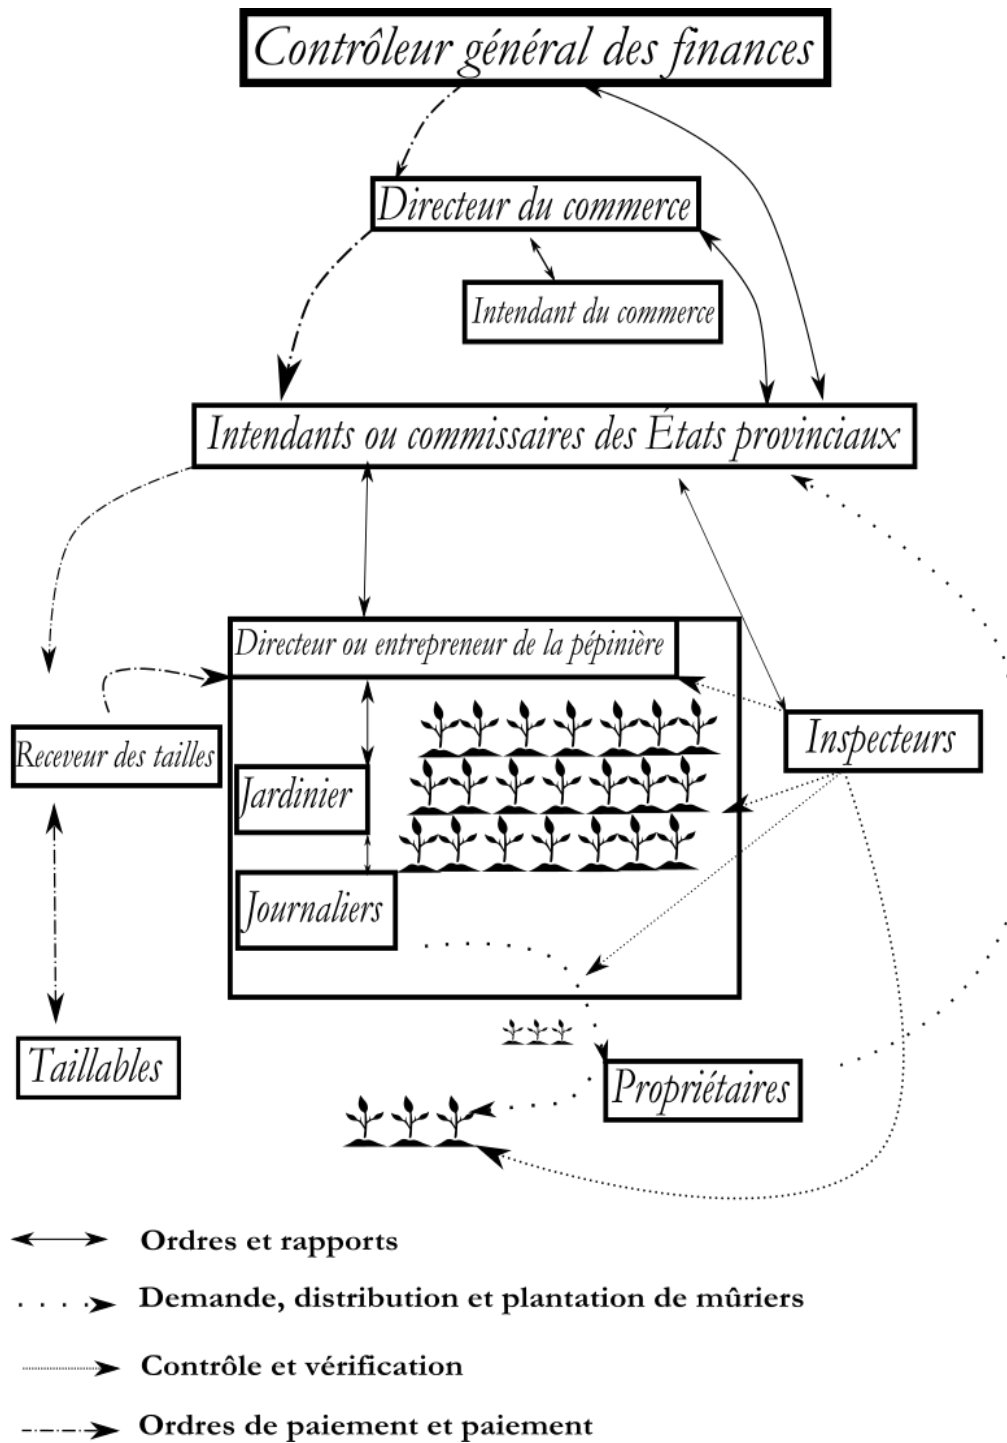 Contrôleur général des finances
Directeur du commerce
Intendant du commerce
Intendants ou commissaires des États provinciaux
Directeur ou entrepreneur de la pépinière
Receveur des tailles
Inspecteurs
Jardinier
Journaliers
Taillables
Propriétaires
Ordres et rapports
Demande, distribution et plantation de mûriers
Contrôle et vérification
Ordres de paiement et paiement